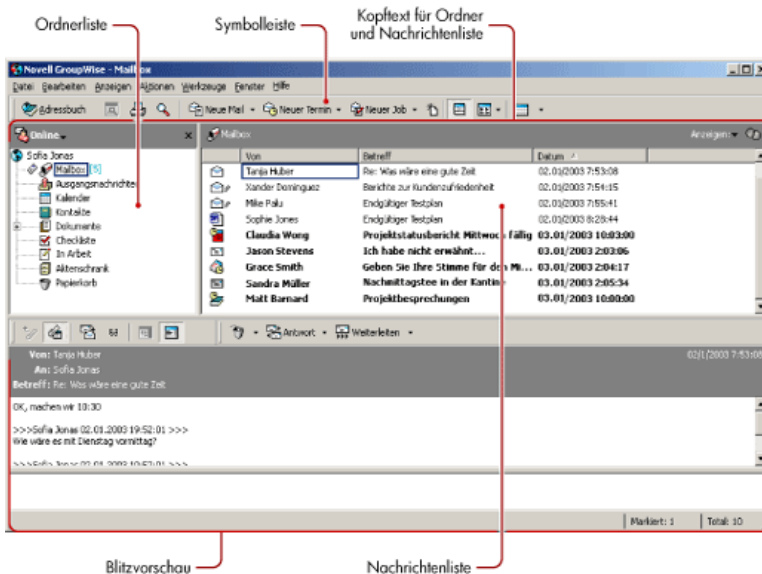 Ordnerliste
Symbolleiste
Kopftext für Ordner
und Nachrichtenliste
Novell GroupWise - Mailbox
Datei Bearbeiten Anzeigen Aktionen Werkzeuge Fenster Hilfe
Adressbuch Neue Mail Neuer Termin Neuer Job
Online Mailbox Anzeigen:
Sofia Jonas
Mailbox [5]
Ausgangsnachrichten
Kalender
Kontakte
Dokumente
Checkliste
In Arbeit
Aktenschrank
Papierkorb
Von Betreff Datum
Tanja Huber Re: Was wäre eine gute Zeit 02.01/2003 7:53:08
Xander Dominguez Berichte zur Kundenzufriedenheit 02.01/2003 7:54:15
Mike Palu Endgültiger Testplan 02.01/2003 7:55:41
Sophie Jones Endgültiger Testplan 02.01/2003 8:28:44
Claudia Wong Projektstatusbericht Mittwoch fällig 03.01/2003 10:03:00
Jason Stevens Ich habe nicht erwähnt... 03.01/2003 2:03:06
Grace Smith Geben Sie Ihre Stimme für den Mi... 03.01/2003 2:04:17
Sandra Müller Nachmittagstee in der Kantine 03.01/2003 2:05:34
Matt Barnard Projektbesprechungen 03.01/2003 10:00:00
Antwort Weiterleiten
Von: Tanja Huber 02/1/2003 7:53:08
An: Sofia Jonas
Betreff: Re: Was wäre eine gute Zeit
OK, machen wir 10:30
>>>Sofia Jonas 02.01.2003 19:52:01 >>>
Wie wäre es mit Dienstag vormittag?
>>>Sofia Jonas 02.01.2003 19:52:01 >>>
Markiert: 1 Total: 10
Blitzvorschau
Nachrichtenliste